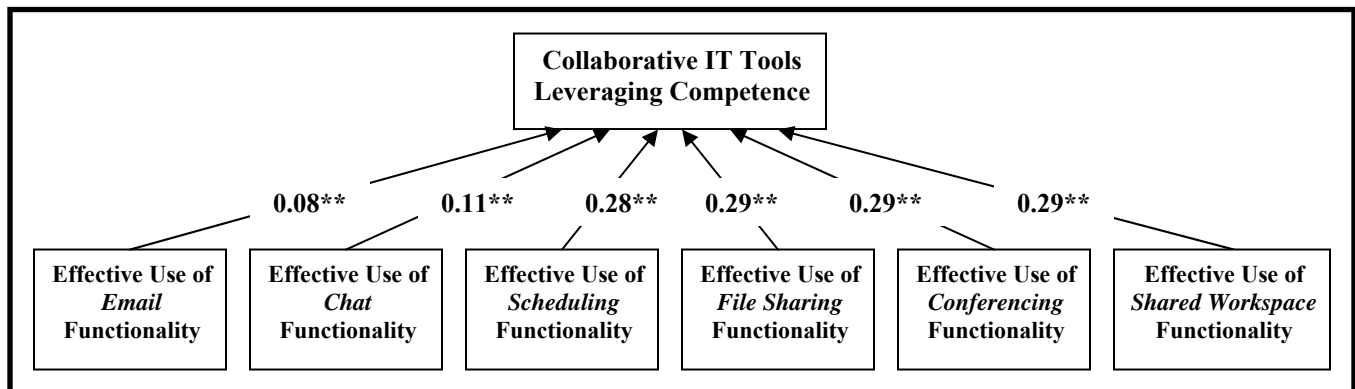 Collaborative IT Tools
Leveraging Competence
0.08** 0.11** 0.28** 0.29** 0.29** 0.29**
Effective Use of
Email
Functionality
Effective Use of
Chat
Functionality
Effective Use of
Scheduling
Functionality
Effective Use of
File Sharing
Functionality
Effective Use of
Conferencing
Functionality
Effective Use of
Shared Workspace
Functionality